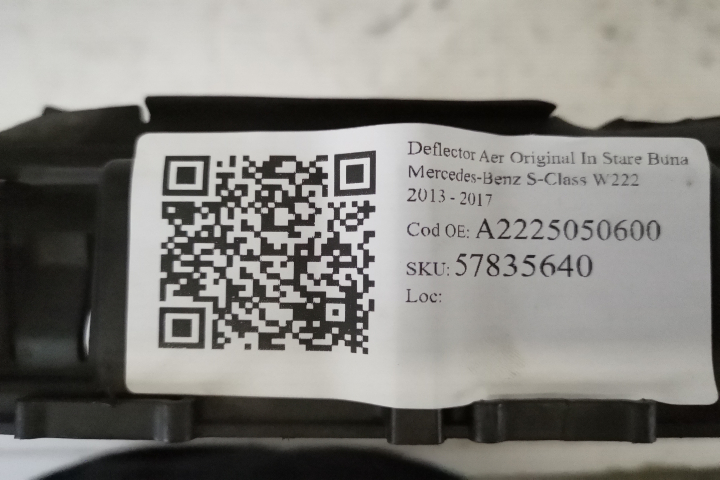 Deflector Aer Original In Stare Buna
Mercedes-Benz S-Class W222
2013 - 2017
Cod OE: A2225050600
SKU: 57835640
Loc: